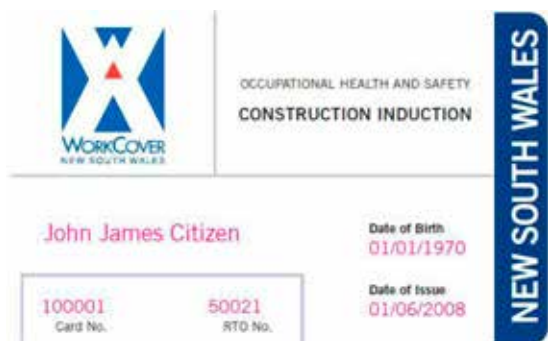 WORKCOVER
NEW SOUTH WALES
OCCUPATIONAL HEALTH AND SAFETY
CONSTRUCTION INDUCTION
NEW SOUTH WALES
John James Citizen
Date of Birth
01/01/1970
100001
Card No.
50021
RTO No.
Date of Issue
01/06/2008